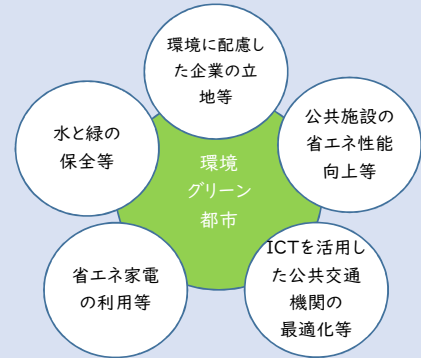 環境に配慮し
た企業の立
地等
公共施設の
省エネ性能
向上等
水と緑の
保全等
環境
グリーン
都市
省エネ家電
の利用等
ICTを活用し
た公共交通
機関の
最適化等